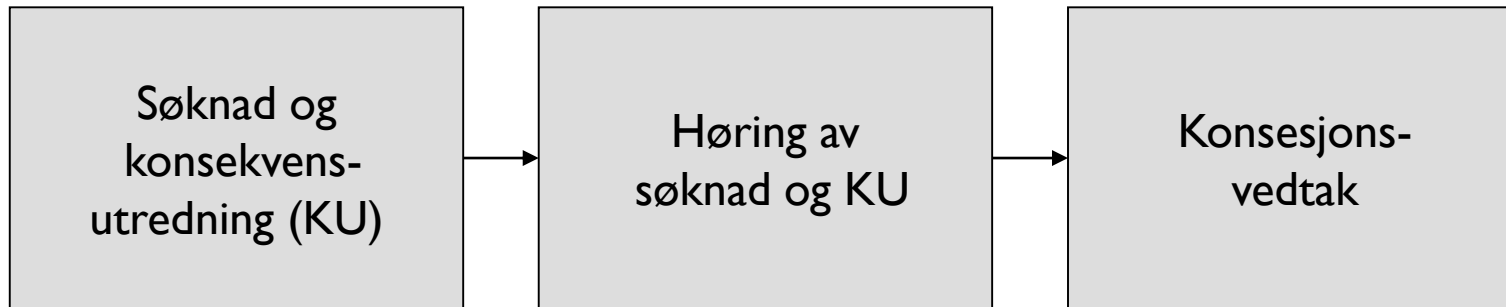 Søknad og
konsekvens-
utredning (KU)
Høring av
søknad og KU
Konsesjons-
vedtak